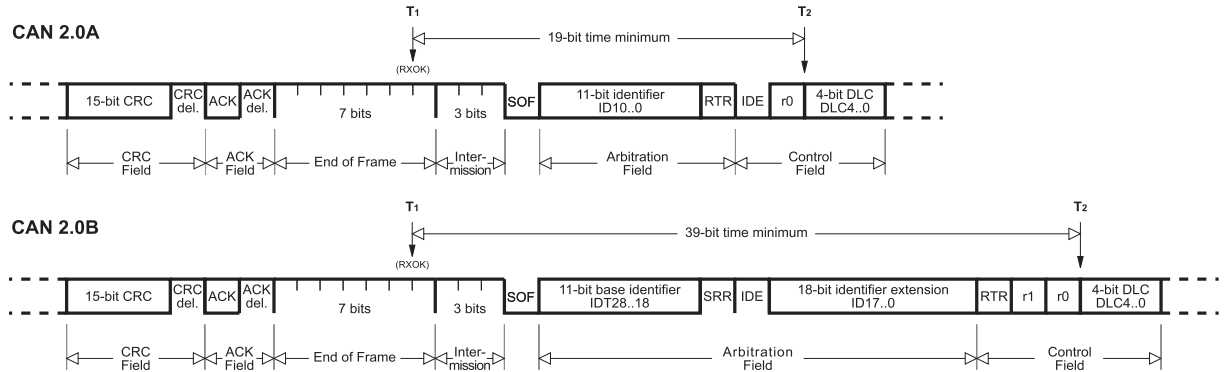 T1
T2
CAN 2.0A
19-bit time minimum
(RXOK)
15-bit CRC
CRC
del.
ACK
ACK
del.
7 bits
3 bits
SOF
11-bit identifier
ID10..0
RTR
IDE
r0
4-bit DLC
DLC4..0
CRC
Field
ACK
Field
End of Frame
Inter-
mission
Arbitration
Field
Control
Field
T1
T2
CAN 2.0B
39-bit time minimum
(RXOK)
15-bit CRC
CRC
del.
ACK
ACK
del.
7 bits
3 bits
SOF
11-bit base identifier
IDT28..18
SRR
IDE
18-bit identifier extension
ID17..0
RTR
r1
r0
4-bit DLC
DLC4..0
CRC
Field
ACK
Field
End of Frame
Inter-
mission
Arbitration
Field
Control
Field